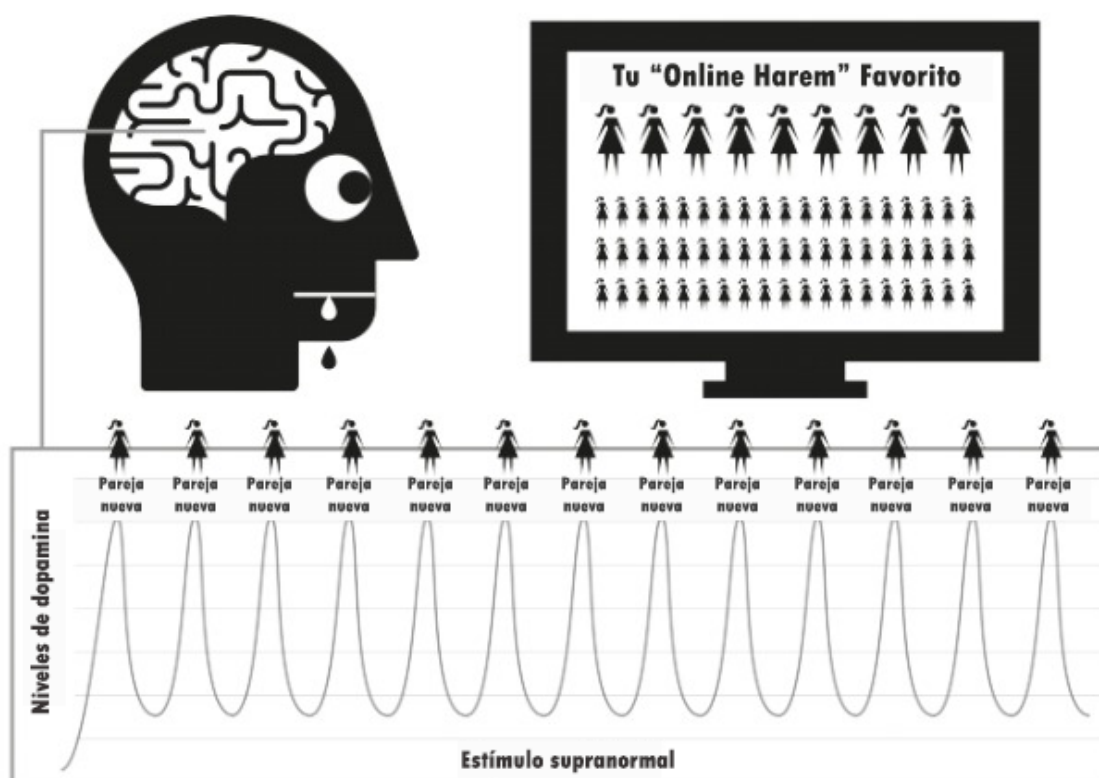 Tu “Online Harem” Favorito
Pareja Pareja Pareja Pareja Pareja Pareja Pareja Pareja Pareja Pareja Pareja Pareja Pareja
nueva nueva nueva nueva nueva nueva nueva nueva nueva nueva nueva nueva nueva
Niveles de dopamina
Estímulo supranormal